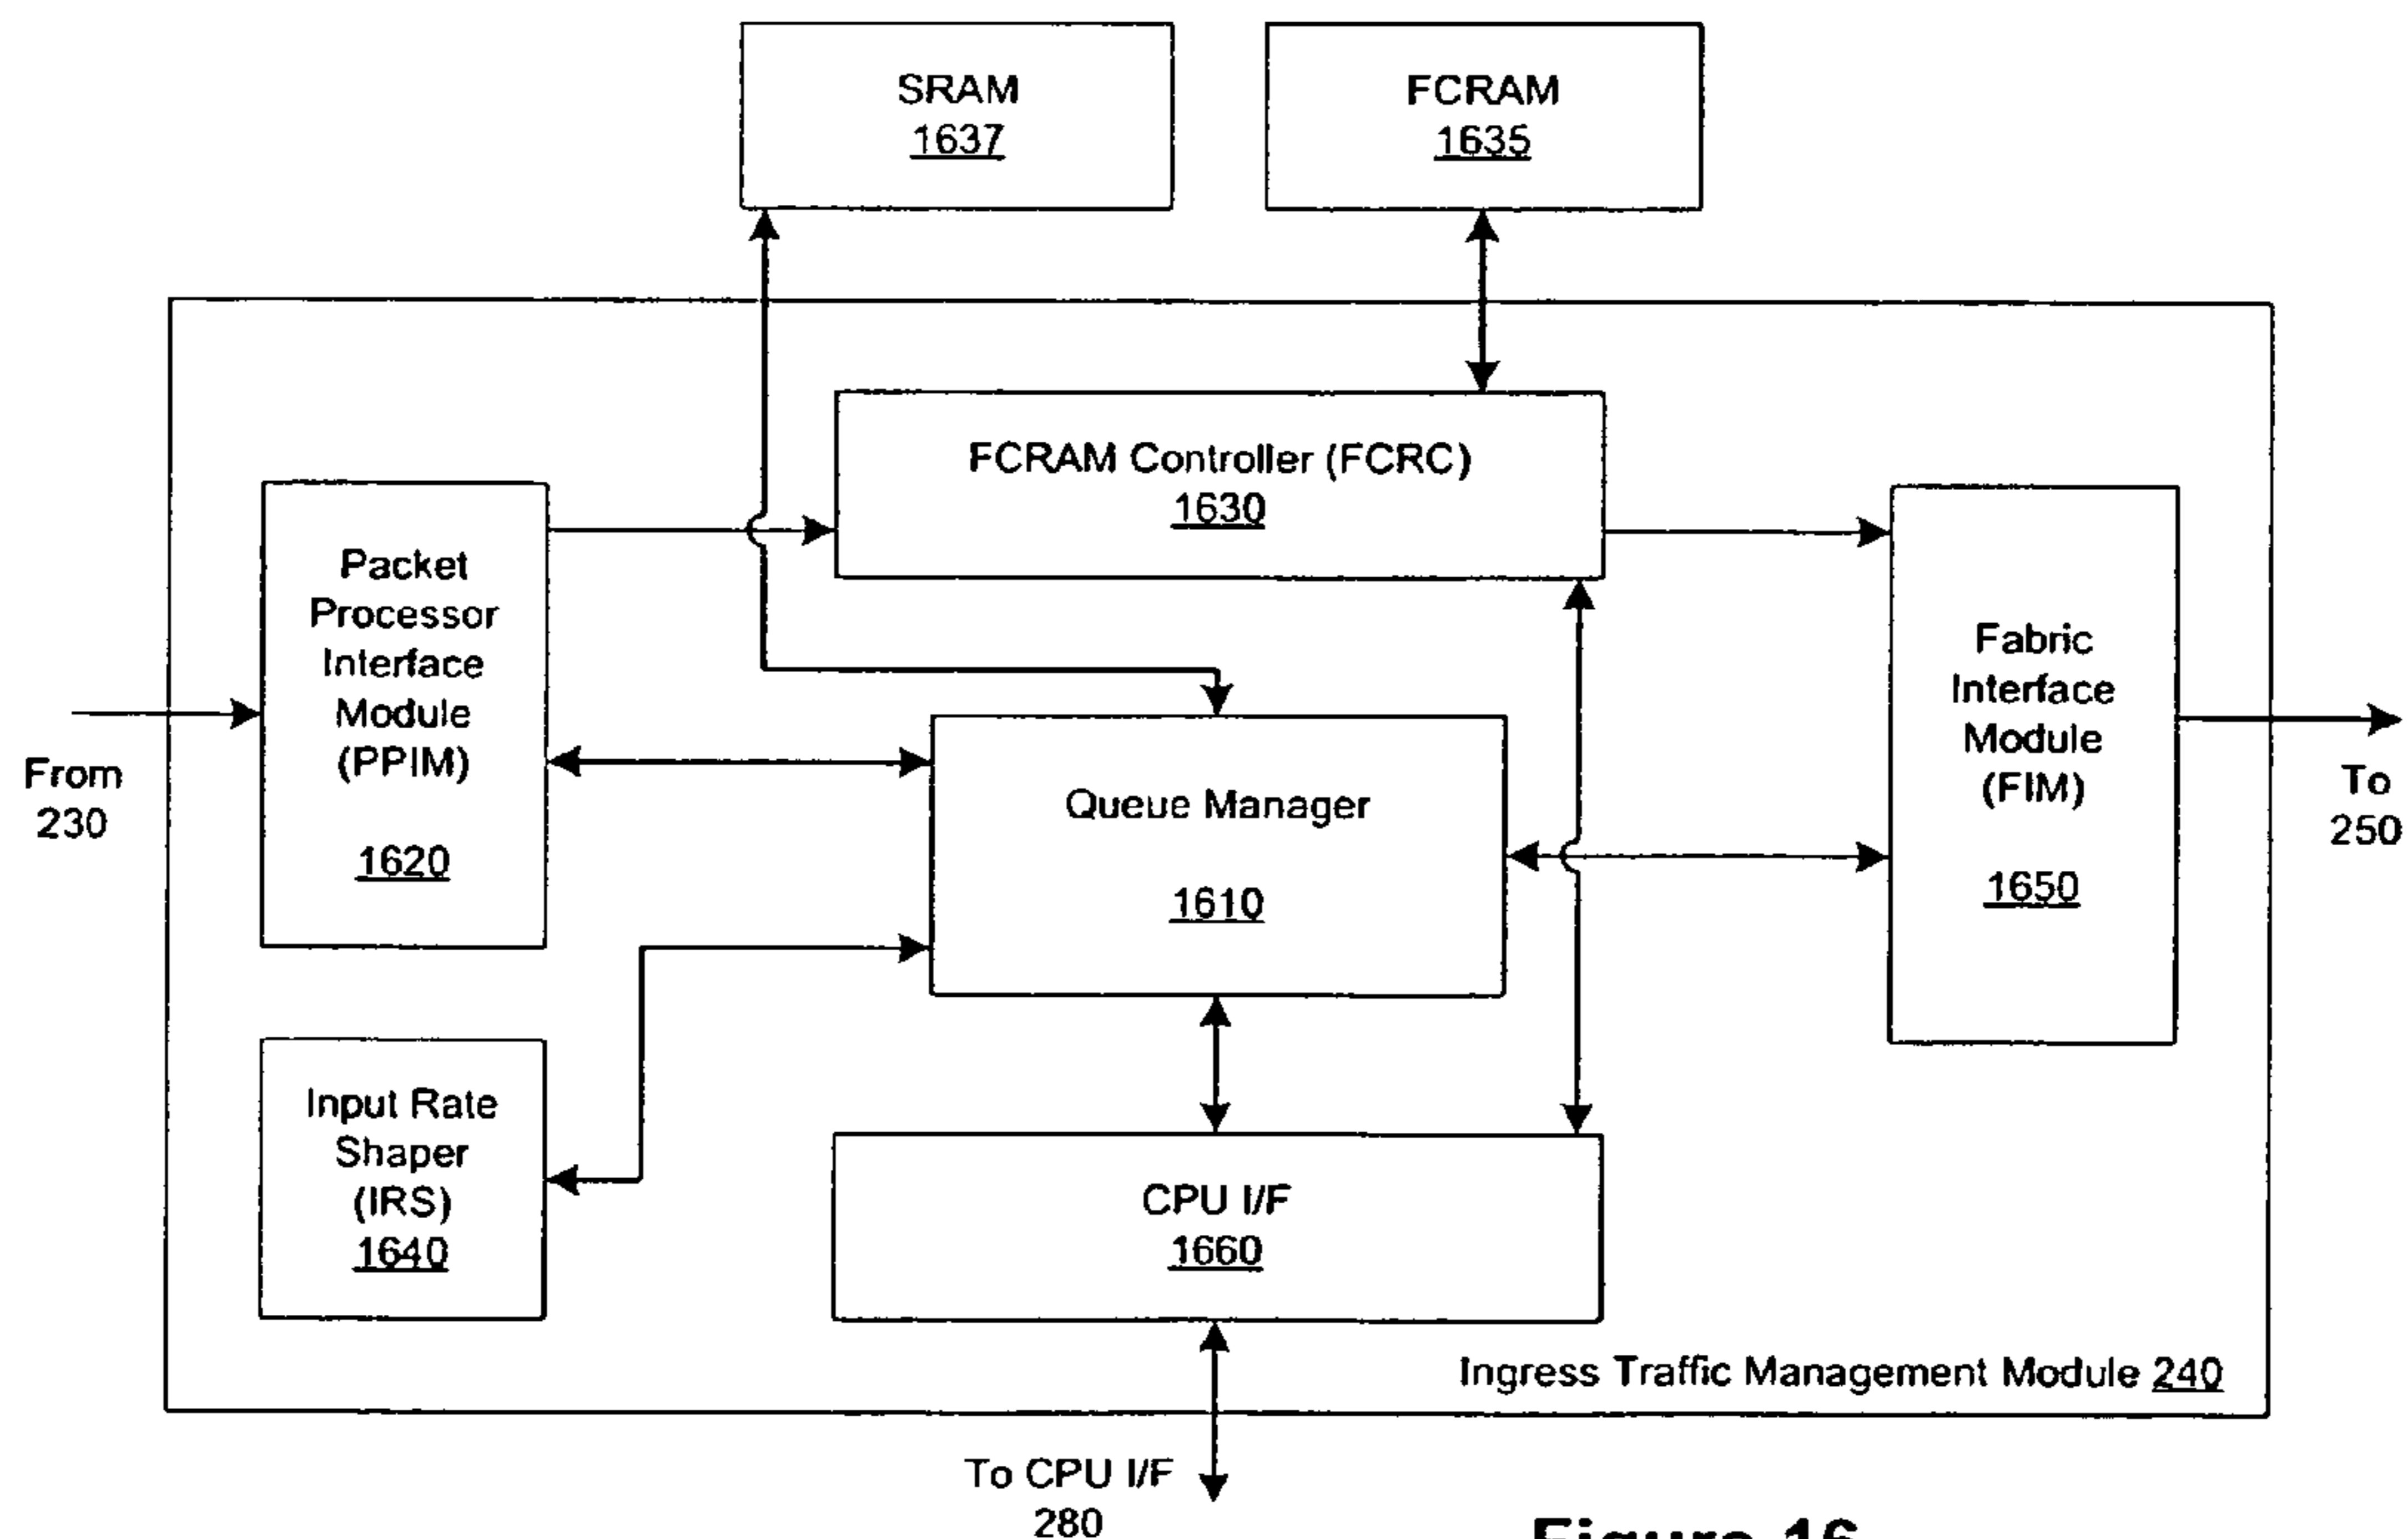 SRAM
1637
FCRAM
1635
FCRAM Controller (FCRC)
1630
Packet
Processor
Interface
Module
(PPIM)
1620
Fabric
Interface
Module
(FIM)
1650
From
230
To
250
Queue Manager
1610
Input Rate
Shaper
(IRS)
1640
CPU I/F
1660
Ingress Traffic Management Module 240
To CPU I/F
280
Figure 16